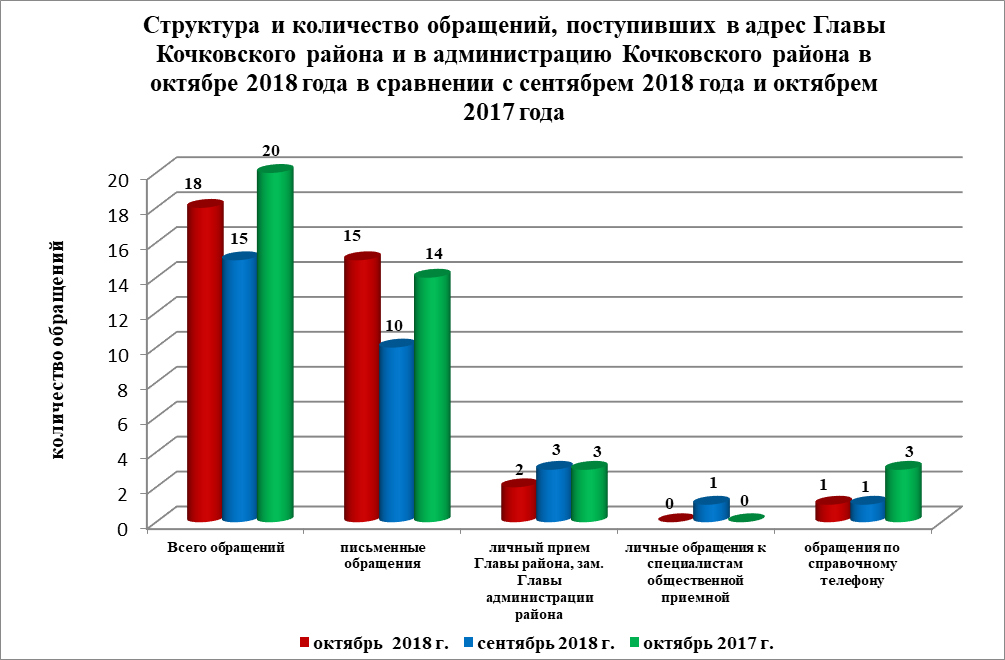 Структура и количество обращений, поступивших в адрес Главы
Кочковского района и в администрацию Кочковского района в
октябре 2018 года в сравнении с сентябрем 2018 года и октябрем
2017 года
количество обращений
20
18
16
14
12
10
8
6
4
2
0
18
15
20
15
10
14
2
3
3
0
1
0
1
1
3
Всего обращений
письменные
обращения
личный прием
Главы района, зам.
Главы
администрации
района
личные обращения к
специалистам
общественной
приемной
обращения по
справочному
телефону
октябрь 2018 г.
сентябрь 2018 г.
октябрь 2017 г.